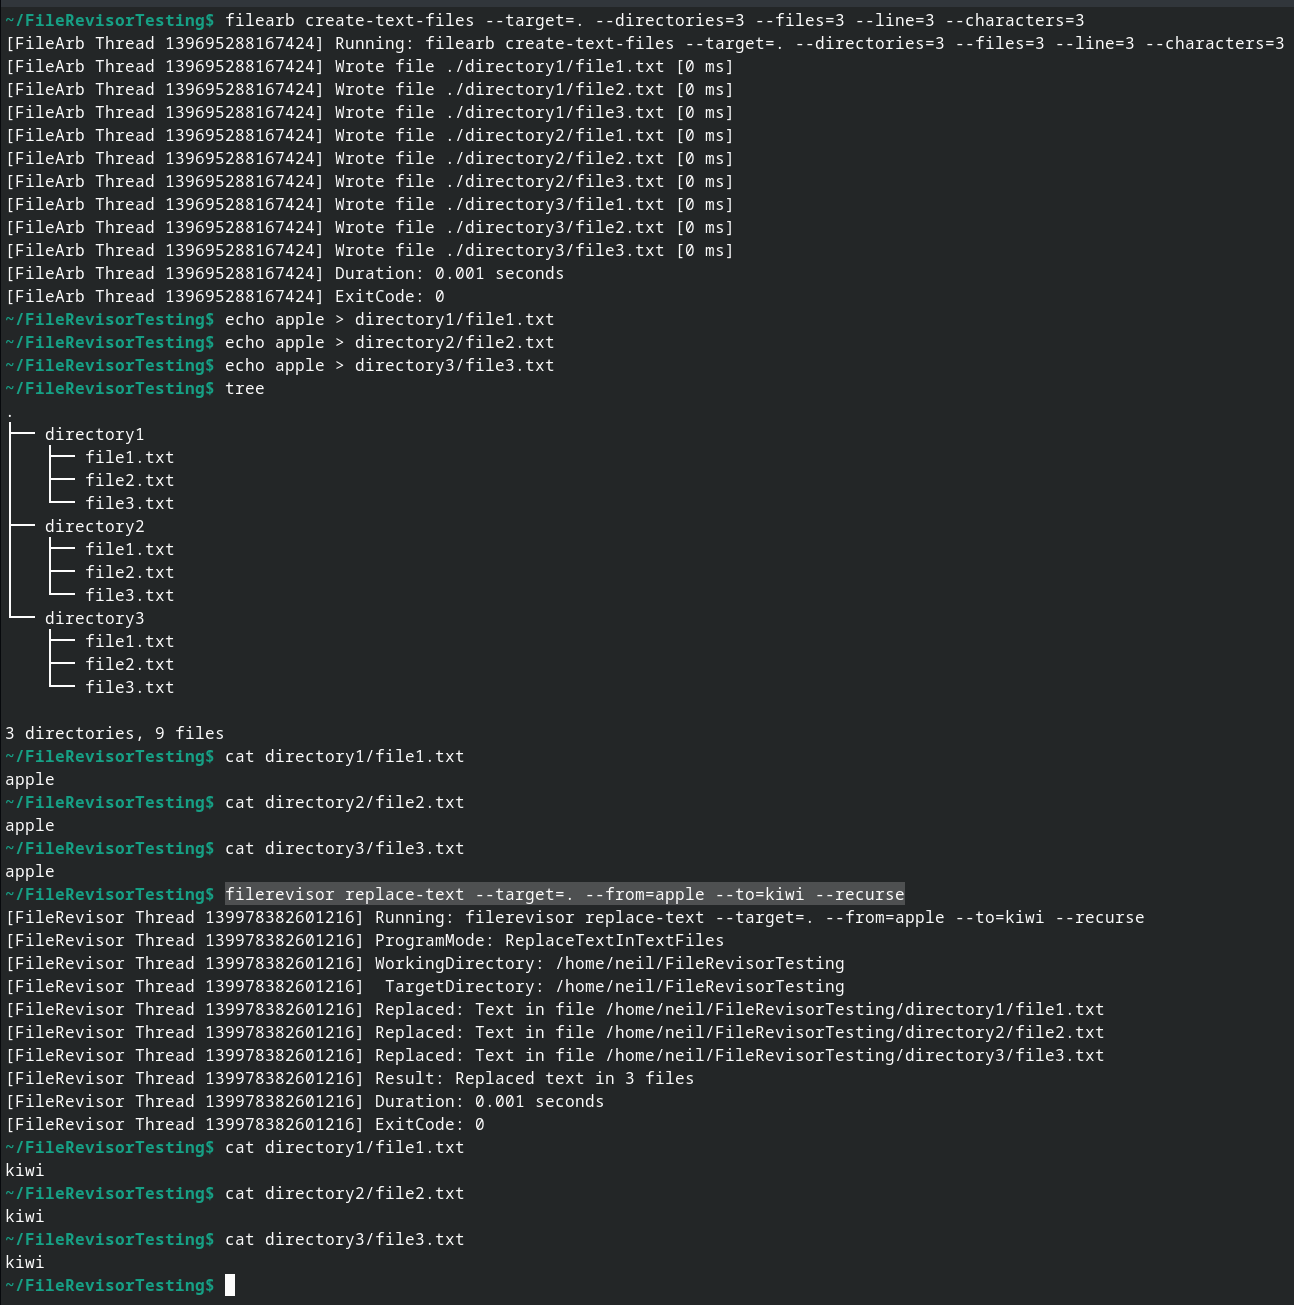 ~/FileRevisorTesting$ filearb create-text-files --target=. --directories=3 --files=3 --line=3 --characters=3
[FileArb Thread 139695288167424] Running: filearb create-text-files --target=. --directories=3 --files=3 --line=3 --characters=3
[FileArb Thread 139695288167424] Wrote file ./directory1/file1.txt [0 ms]
[FileArb Thread 139695288167424] Wrote file ./directory1/file2.txt [0 ms]
[FileArb Thread 139695288167424] Wrote file ./directory1/file3.txt [0 ms]
[FileArb Thread 139695288167424] Wrote file ./directory2/file1.txt [0 ms]
[FileArb Thread 139695288167424] Wrote file ./directory2/file2.txt [0 ms]
[FileArb Thread 139695288167424] Wrote file ./directory2/file3.txt [0 ms]
[FileArb Thread 139695288167424] Wrote file ./directory3/file1.txt [0 ms]
[FileArb Thread 139695288167424] Wrote file ./directory3/file2.txt [0 ms]
[FileArb Thread 139695288167424] Wrote file ./directory3/file3.txt [0 ms]
[FileArb Thread 139695288167424] Duration: 0.001 seconds
[FileArb Thread 139695288167424] ExitCode: 0
~/FileRevisorTesting$ echo apple > directory1/file1.txt
~/FileRevisorTesting$ echo apple > directory2/file2.txt
~/FileRevisorTesting$ echo apple > directory3/file3.txt
~/FileRevisorTesting$ tree
.
├── directory1
│   ├── file1.txt
│   ├── file2.txt
│   └── file3.txt
├── directory2
│   ├── file1.txt
│   ├── file2.txt
│   └── file3.txt
└── directory3
    ├── file1.txt
    ├── file2.txt
    └── file3.txt

3 directories, 9 files
~/FileRevisorTesting$ cat directory1/file1.txt
apple
~/FileRevisorTesting$ cat directory2/file2.txt
apple
~/FileRevisorTesting$ cat directory3/file3.txt
apple
~/FileRevisorTesting$ filerevisor replace-text --target=. --from=apple --to=kiwi --recurse
[FileRevisor Thread 139978382601216] Running: filerevisor replace-text --target=. --from=apple --to=kiwi --recurse
[FileRevisor Thread 139978382601216] ProgramMode: ReplaceTextInTextFiles
[FileRevisor Thread 139978382601216] WorkingDirectory: /home/neil/FileRevisorTesting
[FileRevisor Thread 139978382601216]  TargetDirectory: /home/neil/FileRevisorTesting
[FileRevisor Thread 139978382601216] Replaced: Text in file /home/neil/FileRevisorTesting/directory1/file1.txt
[FileRevisor Thread 139978382601216] Replaced: Text in file /home/neil/FileRevisorTesting/directory2/file2.txt
[FileRevisor Thread 139978382601216] Replaced: Text in file /home/neil/FileRevisorTesting/directory3/file3.txt
[FileRevisor Thread 139978382601216] Result: Replaced text in 3 files
[FileRevisor Thread 139978382601216] Duration: 0.001 seconds
[FileRevisor Thread 139978382601216] ExitCode: 0
~/FileRevisorTesting$ cat directory1/file1.txt
kiwi
~/FileRevisorTesting$ cat directory2/file2.txt
kiwi
~/FileRevisorTesting$ cat directory3/file3.txt
kiwi
~/FileRevisorTesting$